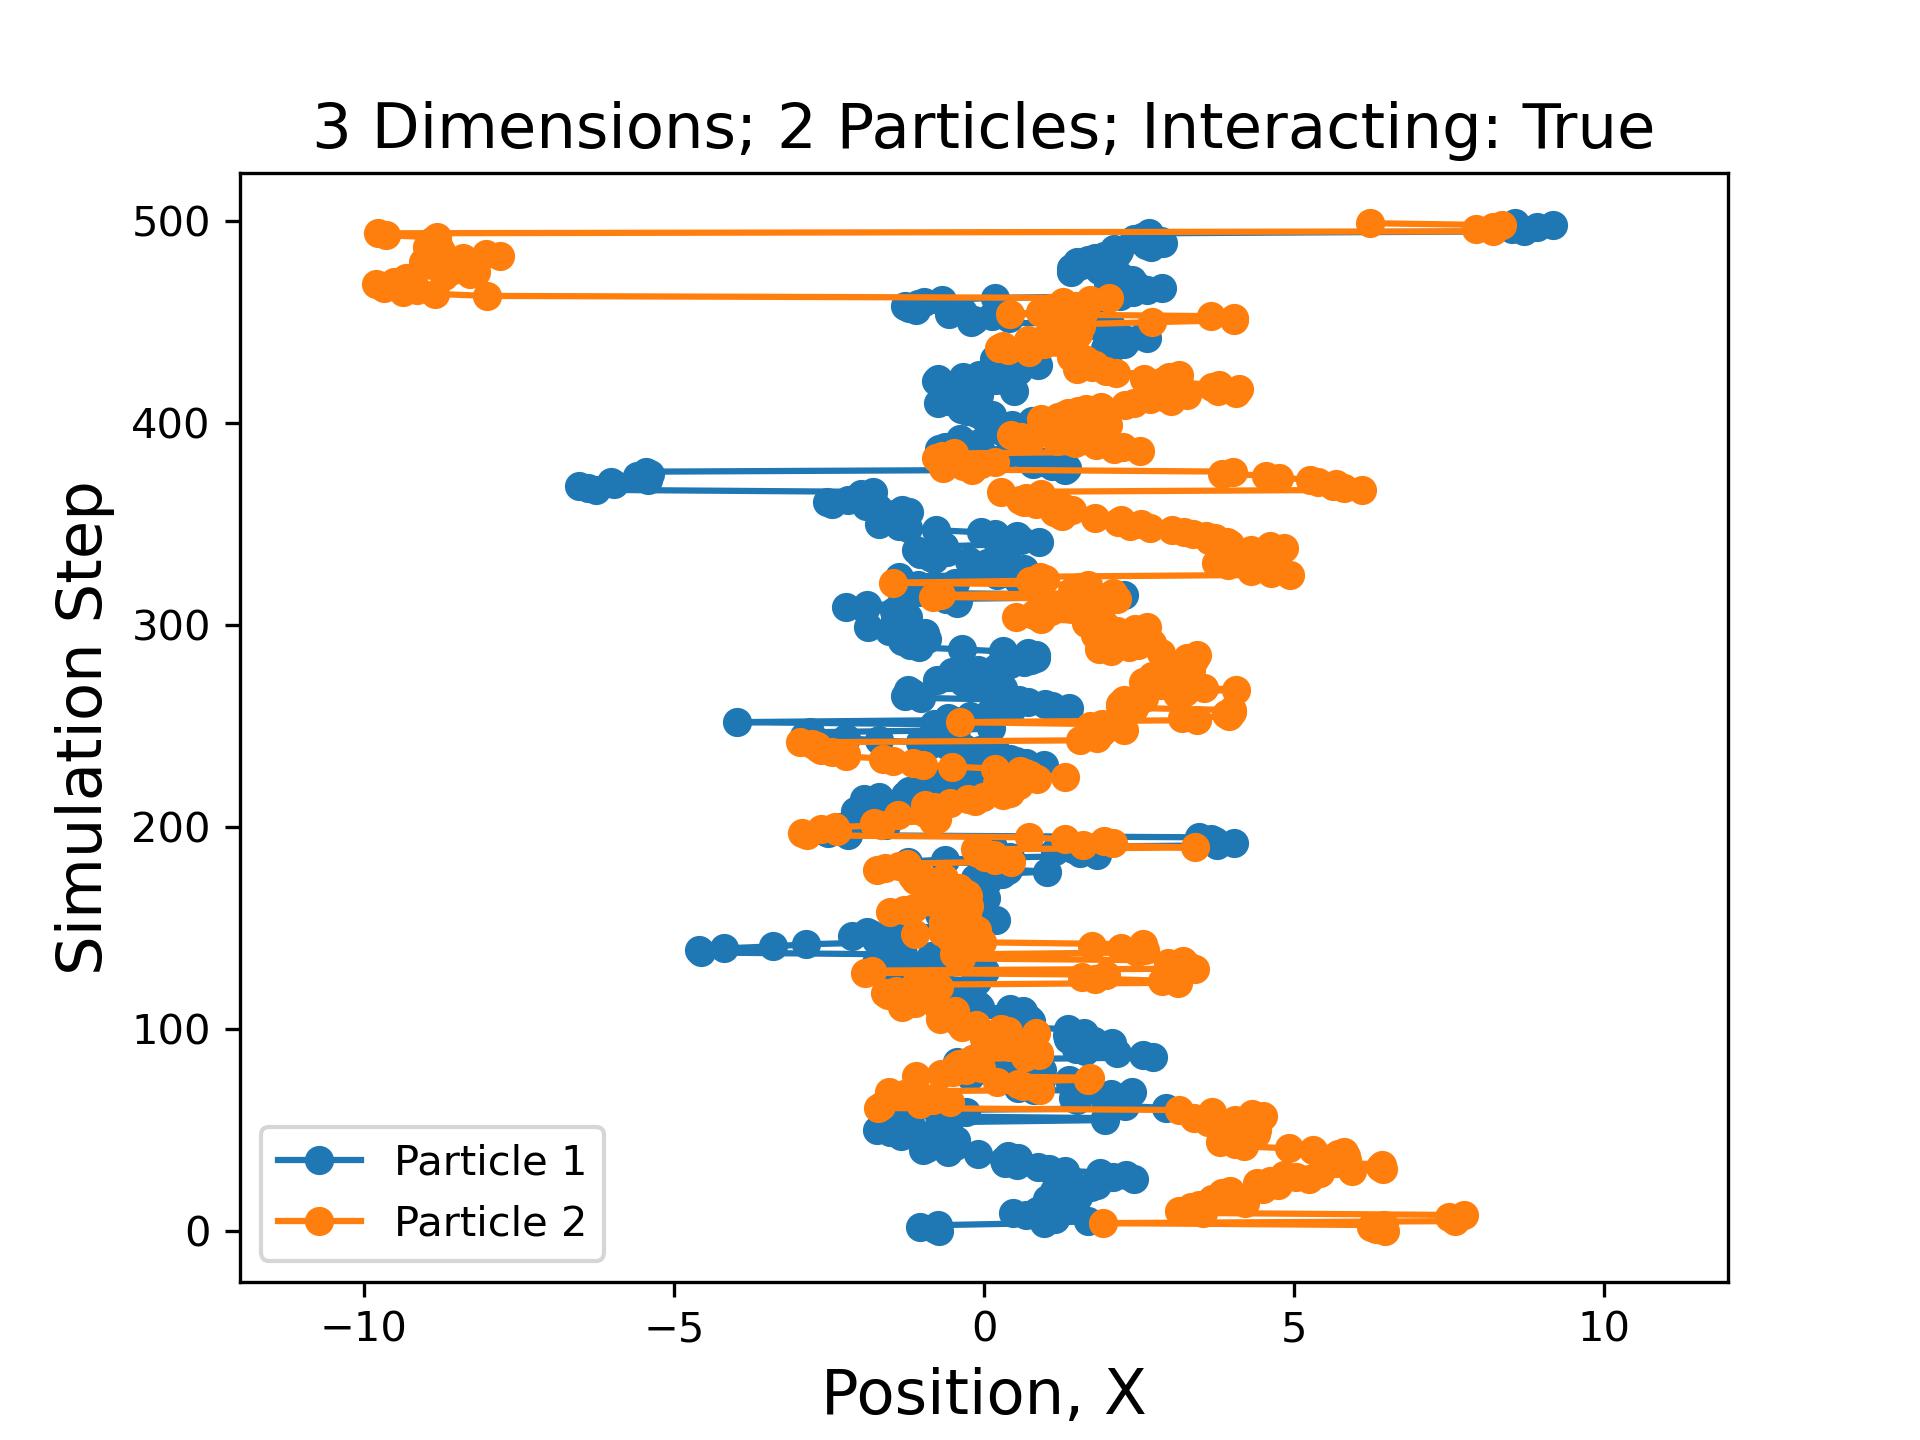 3 Dimensions; 2 Particles; Interacting: True
Simulation Step
500
400
300
200
100
0
Particle 1
Particle 2
−10
−5
0
5
10
Position, X